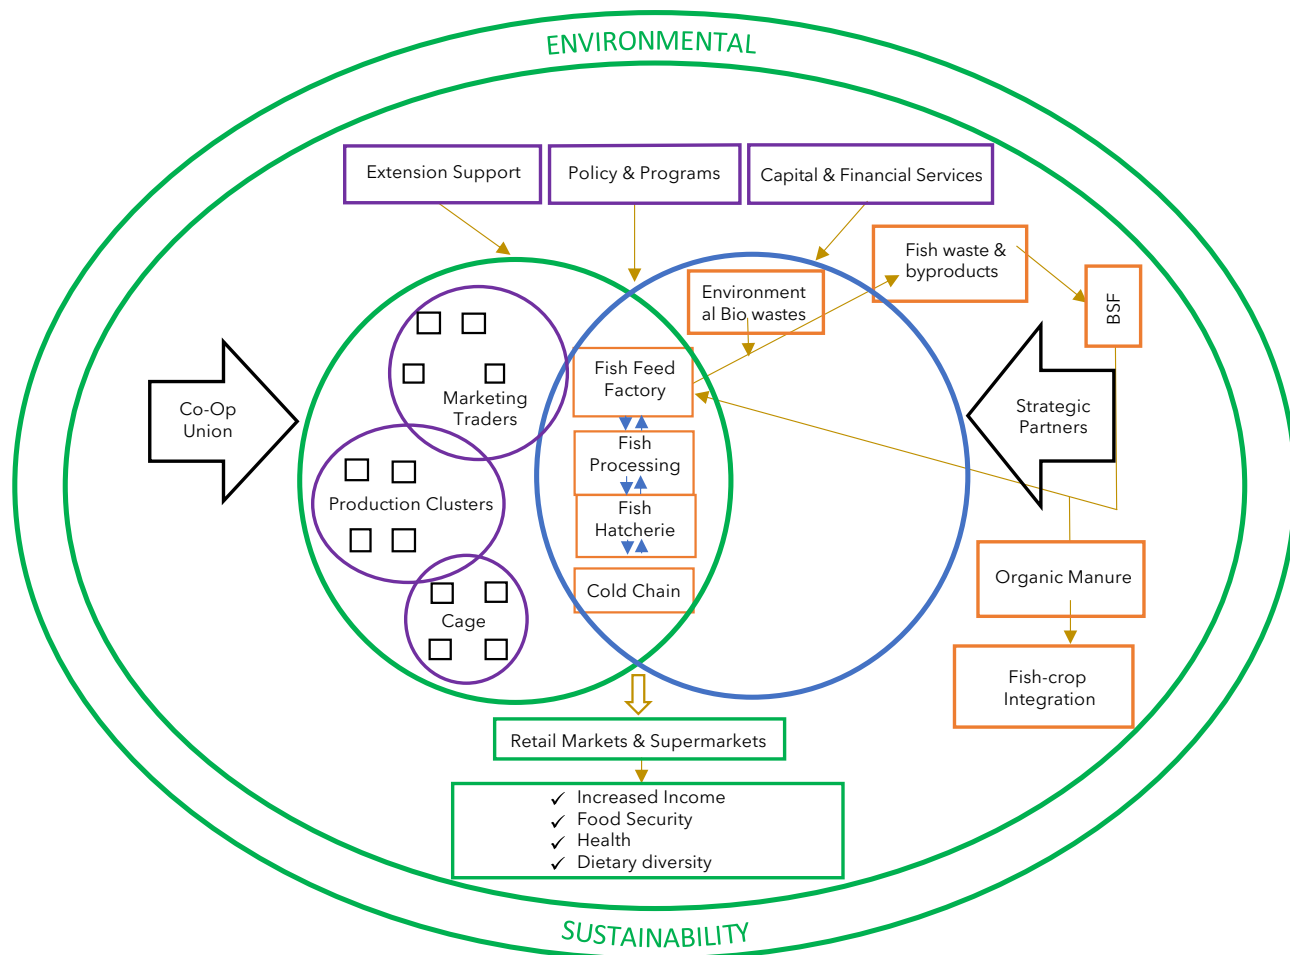 ENVIRONMENTAL
Extension Support
Policy & Programs
Capital & Financial Services
Fish waste &
byproducts
BSF
Environment
al Bio wastes
Co-Op
Union
Marketing
Traders
Fish Feed
Factory
Strategic
Partners
Fish
Processing
Production Clusters
Fish
Hatcherie
Cold Chain
Cage
Organic Manure
Fish-crop
Integration
Retail Markets & Supermarkets
✓ Increased Income
✓ Food Security
✓ Health
✓ Dietary diversity
SUSTAINABILITY